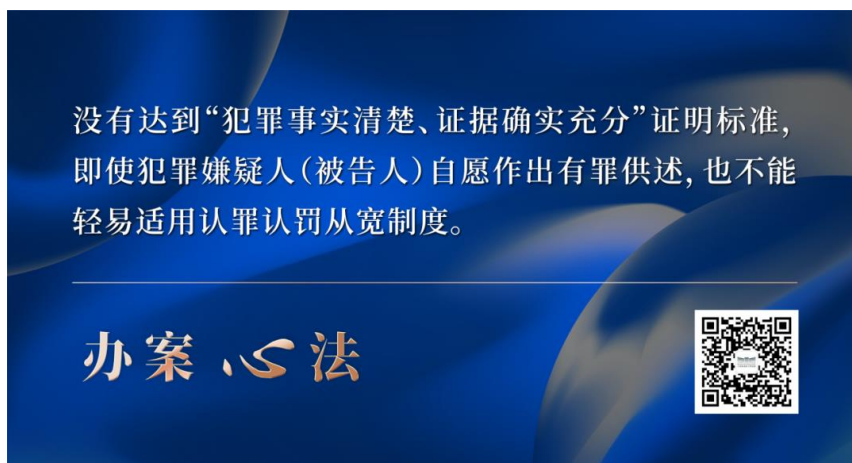 没有达到“犯罪事实清楚、证据确实充分”证明标准，
即使犯罪嫌疑人（被告人）自愿作出有罪供述，也不能
轻易适用认罪认罚从宽制度。
办案心法